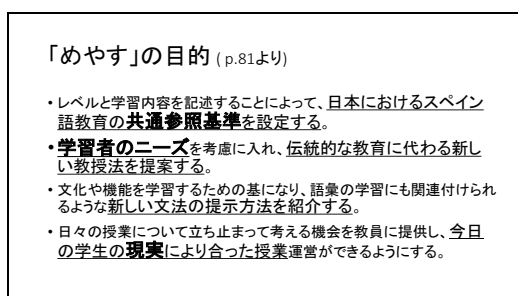 「めやす」の目的 ( p.81より)
・レベルと学習内容を記述することによって、日本におけるスペイン
語教育の共通参照基準を設定する。
・学習者のニーズを考慮に入れ、伝統的な教育に代わる新し
い教授法を提案する。
・文化や機能を学習するための基になり、語彙の学習にも関連付けられ
るような新しい文法の提示方法を紹介する。
・日々の授業について立ち止まって考える機会を教員に提供し、今日
の学生の現実により合った授業運営ができるようにする。